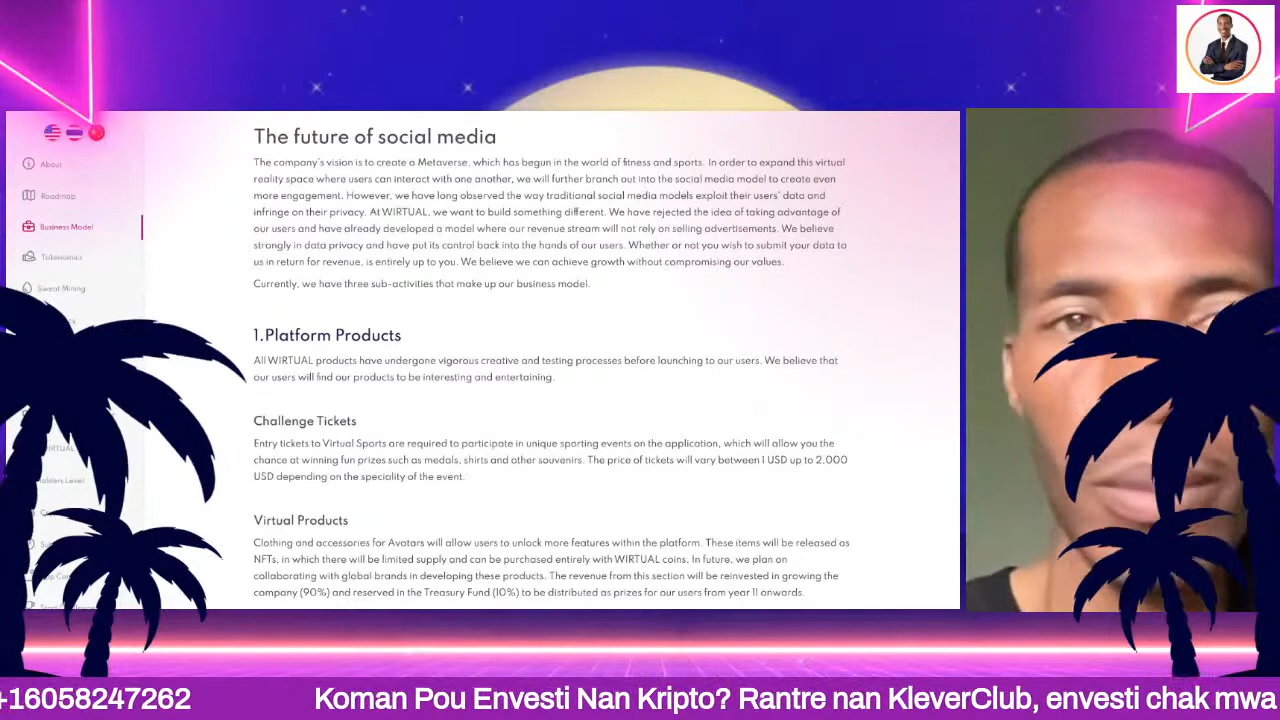 The future of social media
The company's vision is to create a Metaverse, which has begun in the world of fitness and sports. In order to expand this virtual
reality space where users can interact with one another, we will further branch out into the social media model to create even
more engagement. However, we have long observed the way traditional social media models exploit their users' data and
infringe on their privacy. At WIRTUAL, we want to build something different. We have rejected the idea of taking advantage of
our users and have already developed a model where our revenue stream will not rely on selling advertisements. We believe
strongly in data privacy and have put its control back into the hands of our users. Whether or not you wish to submit your data to
us in return for revenue, is entirely up to you. We believe we can achieve growth without compromising our values.
Currently, we have three sub-activities that make up our business model.
About
Roadmap
Business Model
Tokenomics
Sweat Mining
1.Platform Products
All WIRTUAL products have undergone vigorous creative and testing processes before launching to our users. We believe that
our users will find our products to be interesting and entertaining.
Challenge Tickets
Entry tickets to Virtual Sports are required to participate in unique sporting events on the application, which will allow you the
chance at winning fun prizes such as medals, shirts and other souvenirs. The price of tickets will vary between 1 USD up to 2,000
USD depending on the speciality of the event.
Virtual Products
Clothing and accessories for Avatars will allow users to unlock more features within the platform. These items will be released as
NFTs, in which there will be limited supply and can be purchased entirely with WIRTUAL coins. In future, we plan on
collaborating with global brands in developing these products. The revenue from this section will be reinvested in growing the
company (90%) and reserved in the Treasury Fund (10%) to be distributed as prizes for our users from year 11 onwards.
+16058247262 Koman Pou Envesti Nan Kripto? Rantre nan KleverClub, envesti chak mwa